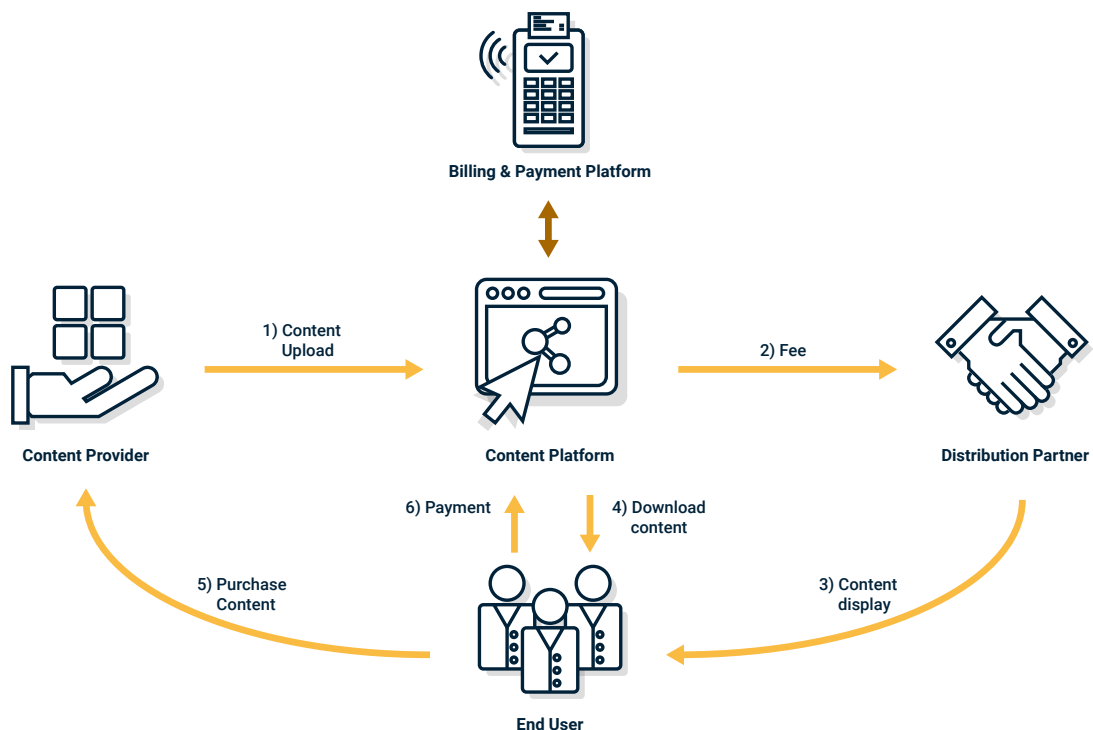 Billing & Payment Platform
1) Content
Upload
2) Fee
Content Provider
Content Platform
Distribution Partner
6) Payment
4) Download
content
5) Purchase
Content
3) Content
display
End User